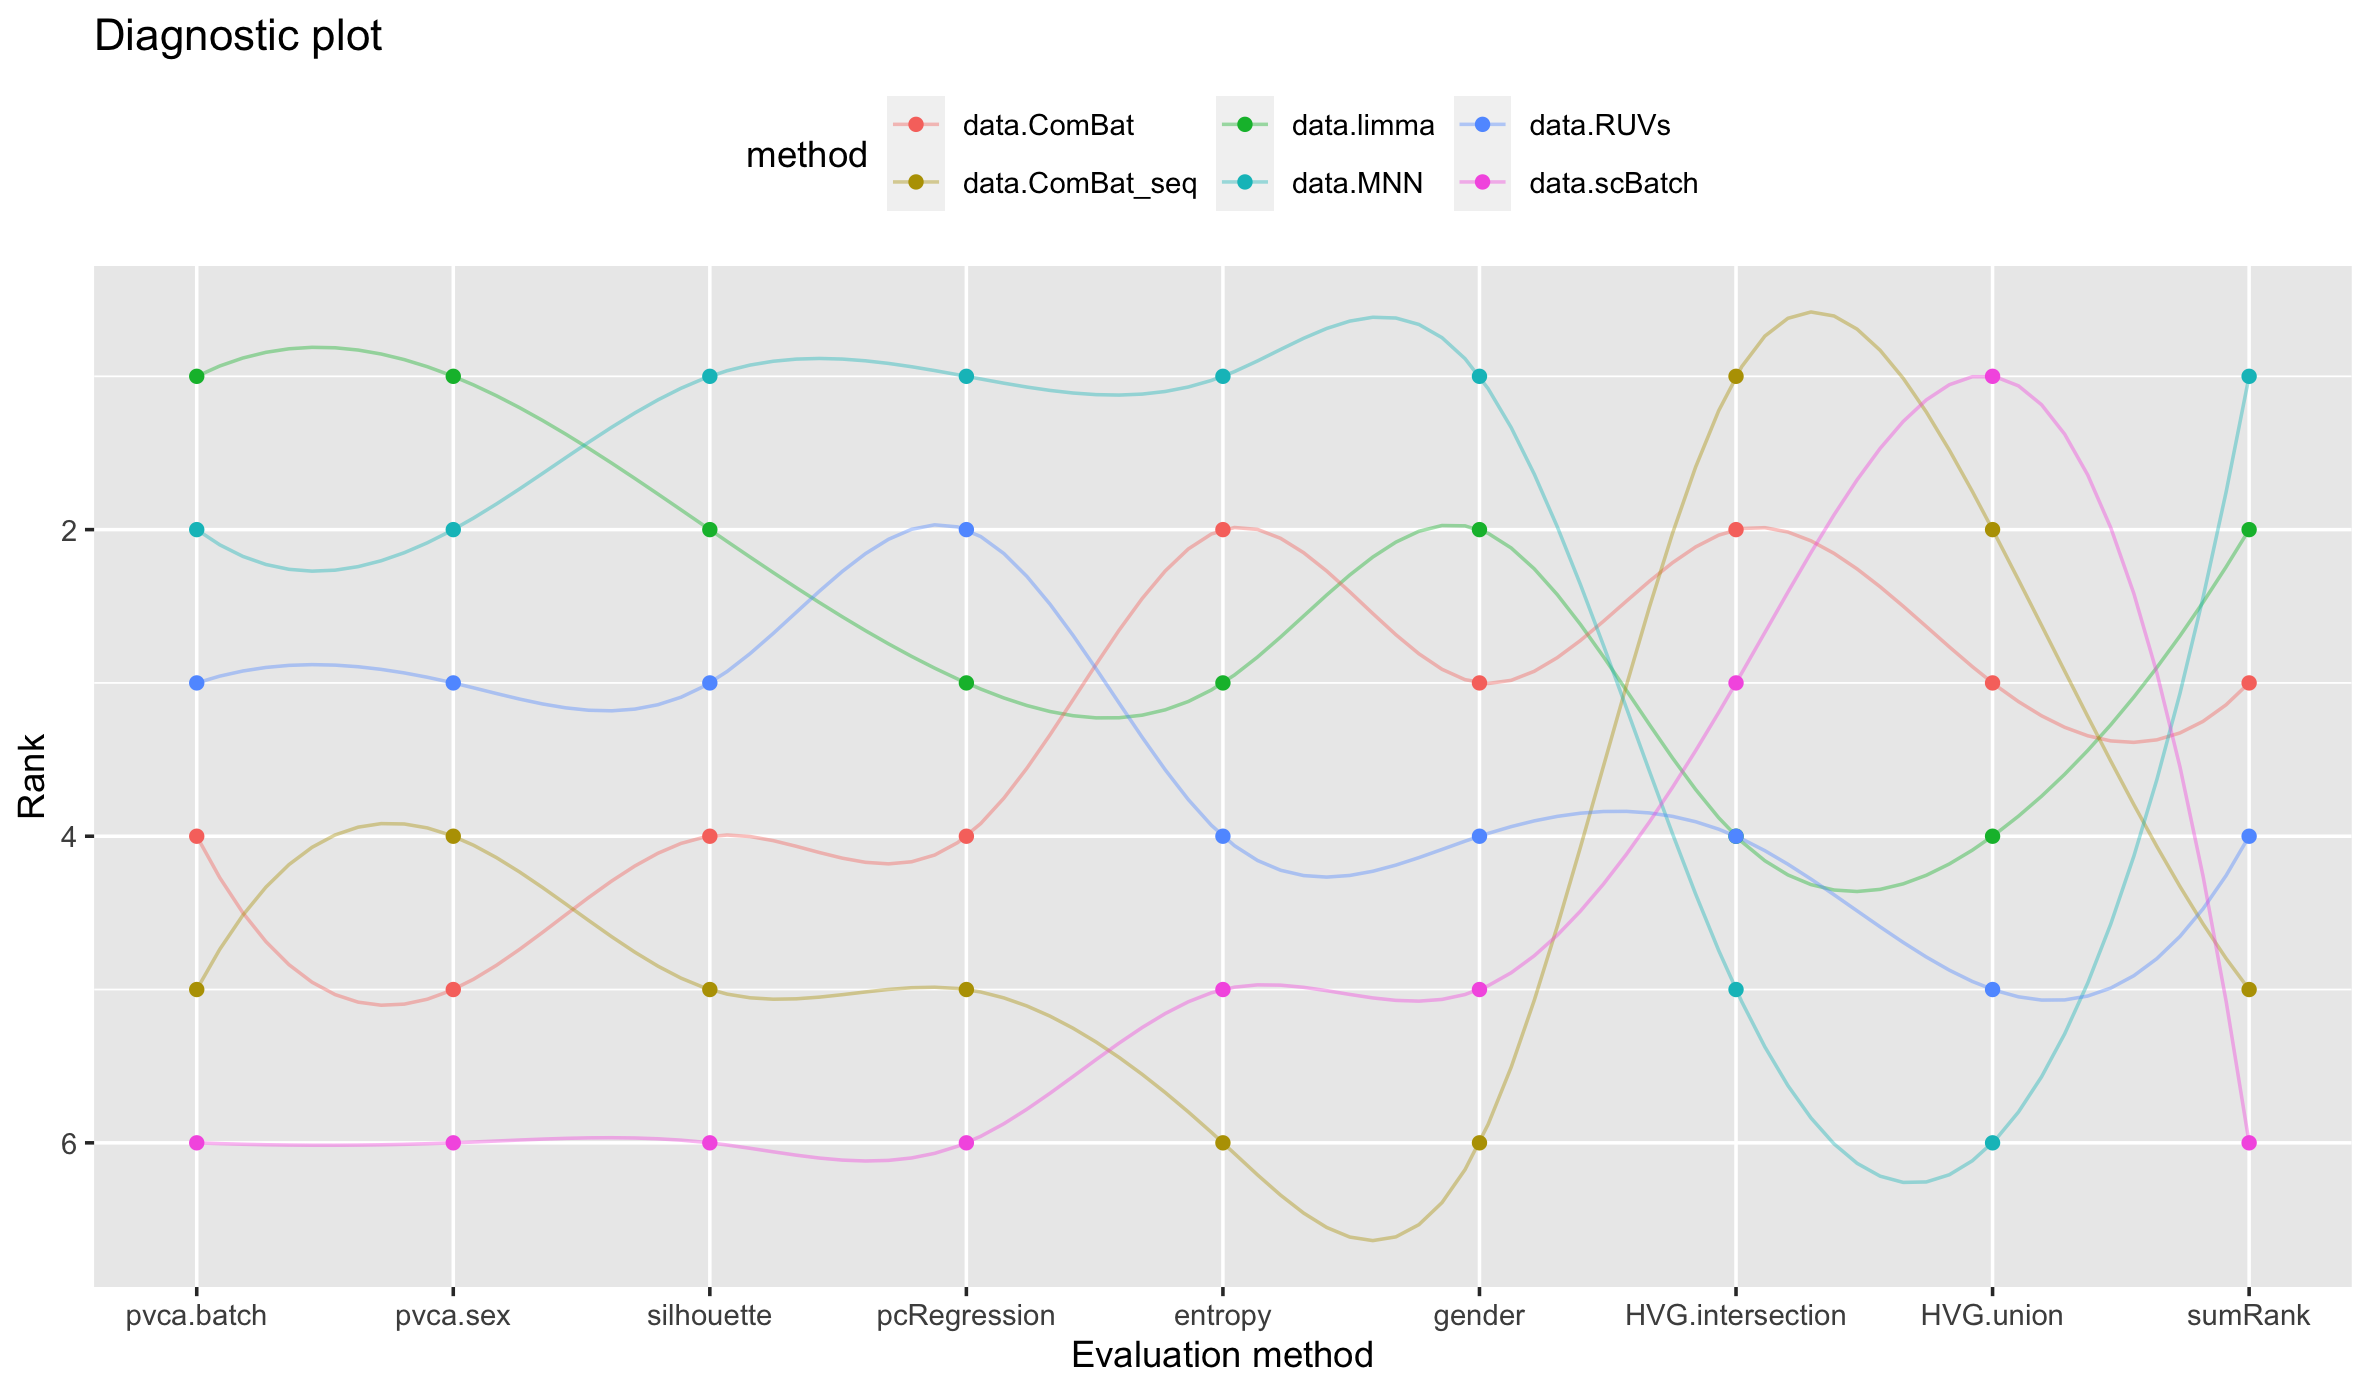 Diagnostic plot
method
data.ComBat
data.limma
data.RUVs
data.ComBat_seq
data.MNN
data.scBatch
Rank
2
4
6
pvca.batch
pvca.sex
silhouette
pcRegression
entropy
gender
HVG.intersection
HVG.union
sumRank
Evaluation method